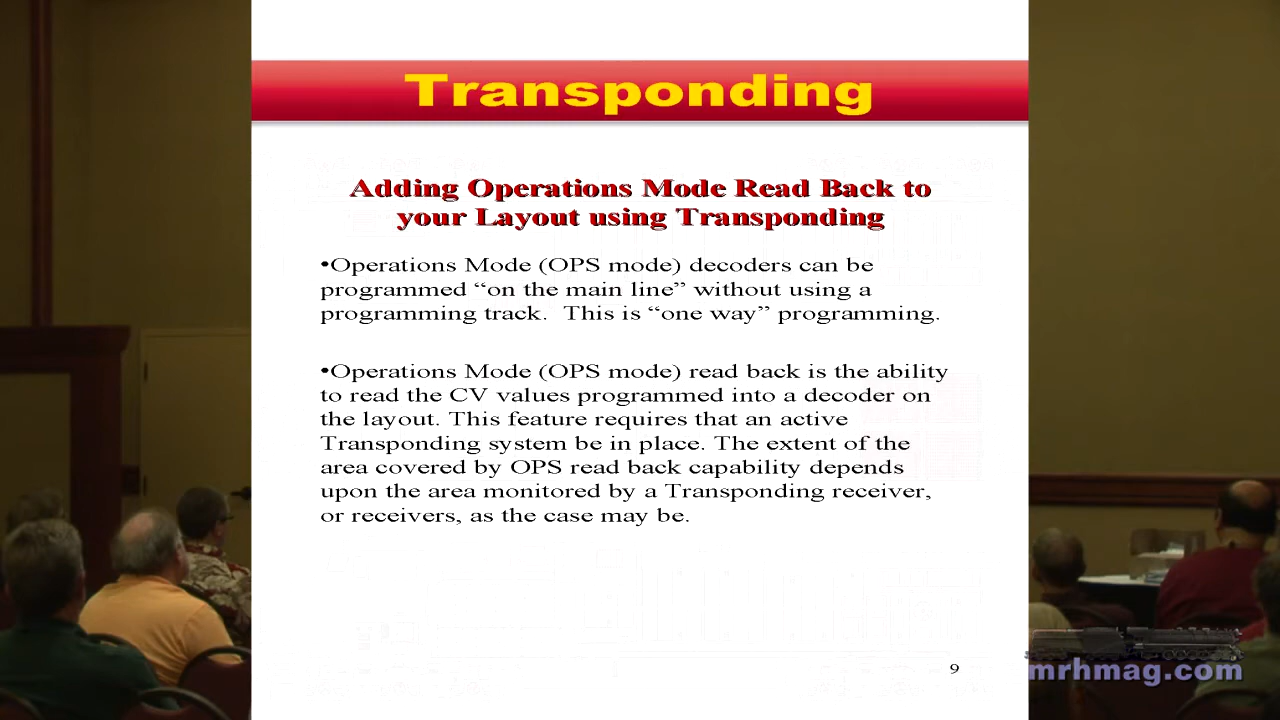 Transponding
Adding Operations Mode Read Back to
your Layout using Transponding
•Operations Mode (OPS mode) decoders can be
programmed “on the main line” without using a
programming track.  This is “one way” programming.
•Operations Mode (OPS mode) read back is the ability
to read the CV values programmed into a decoder on
the layout. This feature requires that an active
Transponding system be in place. The extent of the
area covered by OPS read back capability depends
upon the area monitored by a Transponding receiver,
or receivers, as the case may be.
9
mrhmag.com